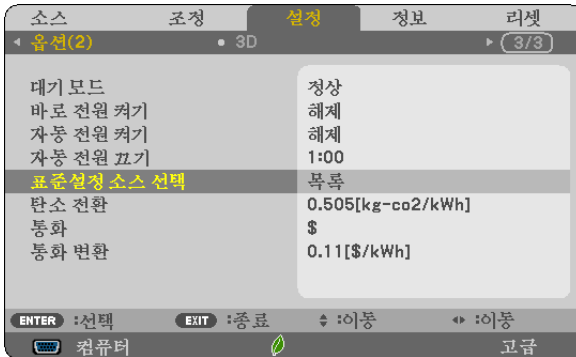 소스 조정 설정 정보 리셋
옵션(2) 3D 3/3
대기 모드 정상
바로 전원 켜기 해제
자동 전원 켜기 해제
자동 전원 끄기 1:00
표준설정 소스 선택 목록
탄소 전환 0.505[kg-co2/kWh]
통화 $
통화 변환 0.11[$/kWh]
ENTER :선택 EXIT :종료 :이동 :이동
컴퓨터 고급